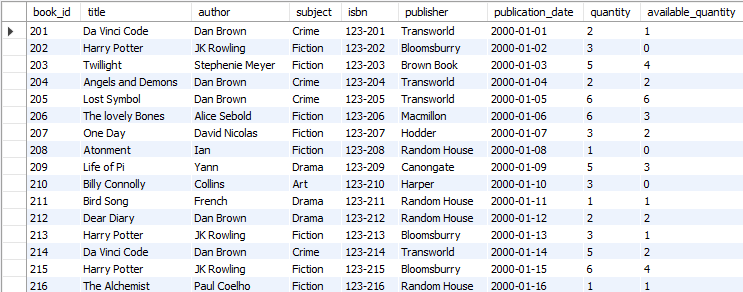 book_id title author subject isbn publisher publication_date quantity available_quantity
201 Da Vinci Code Dan Brown Crime 123-201 Transworld 2000-01-01 2 1
202 Harry Potter JK Rowling Fiction 123-202 Bloomsburry 2000-01-02 3 0
203 Twillight Stephenie Meyer Fiction 123-203 Brown Book 2000-01-03 5 4
204 Angels and Demons Dan Brown Crime 123-204 Transworld 2000-01-04 2 2
205 Lost Symbol Dan Brown Crime 123-205 Transworld 2000-01-05 6 6
206 The lovely Bones Alice Sebold Fiction 123-206 Macmillon 2000-01-06 6 3
207 One Day David Nicolas Fiction 123-207 Hodder 2000-01-07 3 2
208 Atonment Ian Fiction 123-208 Random House 2000-01-08 1 0
209 Life of Pi Yann Drama 123-209 Canongate 2000-01-09 5 3
210 Billy Connolly Collins Art 123-210 Harper 2000-01-10 3 0
211 Bird Song French Drama 123-211 Random House 2000-01-11 1 1
212 Dear Diary Dan Brown Drama 123-212 Random House 2000-01-12 2 2
213 Harry Potter JK Rowling Fiction 123-213 Bloomsburry 2000-01-13 3 1
214 Da Vinci Code Dan Brown Crime 123-214 Transworld 2000-01-14 5 2
215 Harry Potter JK Rowling Fiction 123-215 Bloomsburry 2000-01-15 6 4
216 The Alchemist Paul Coelho Fiction 123-216 Random House 2000-01-16 1 1